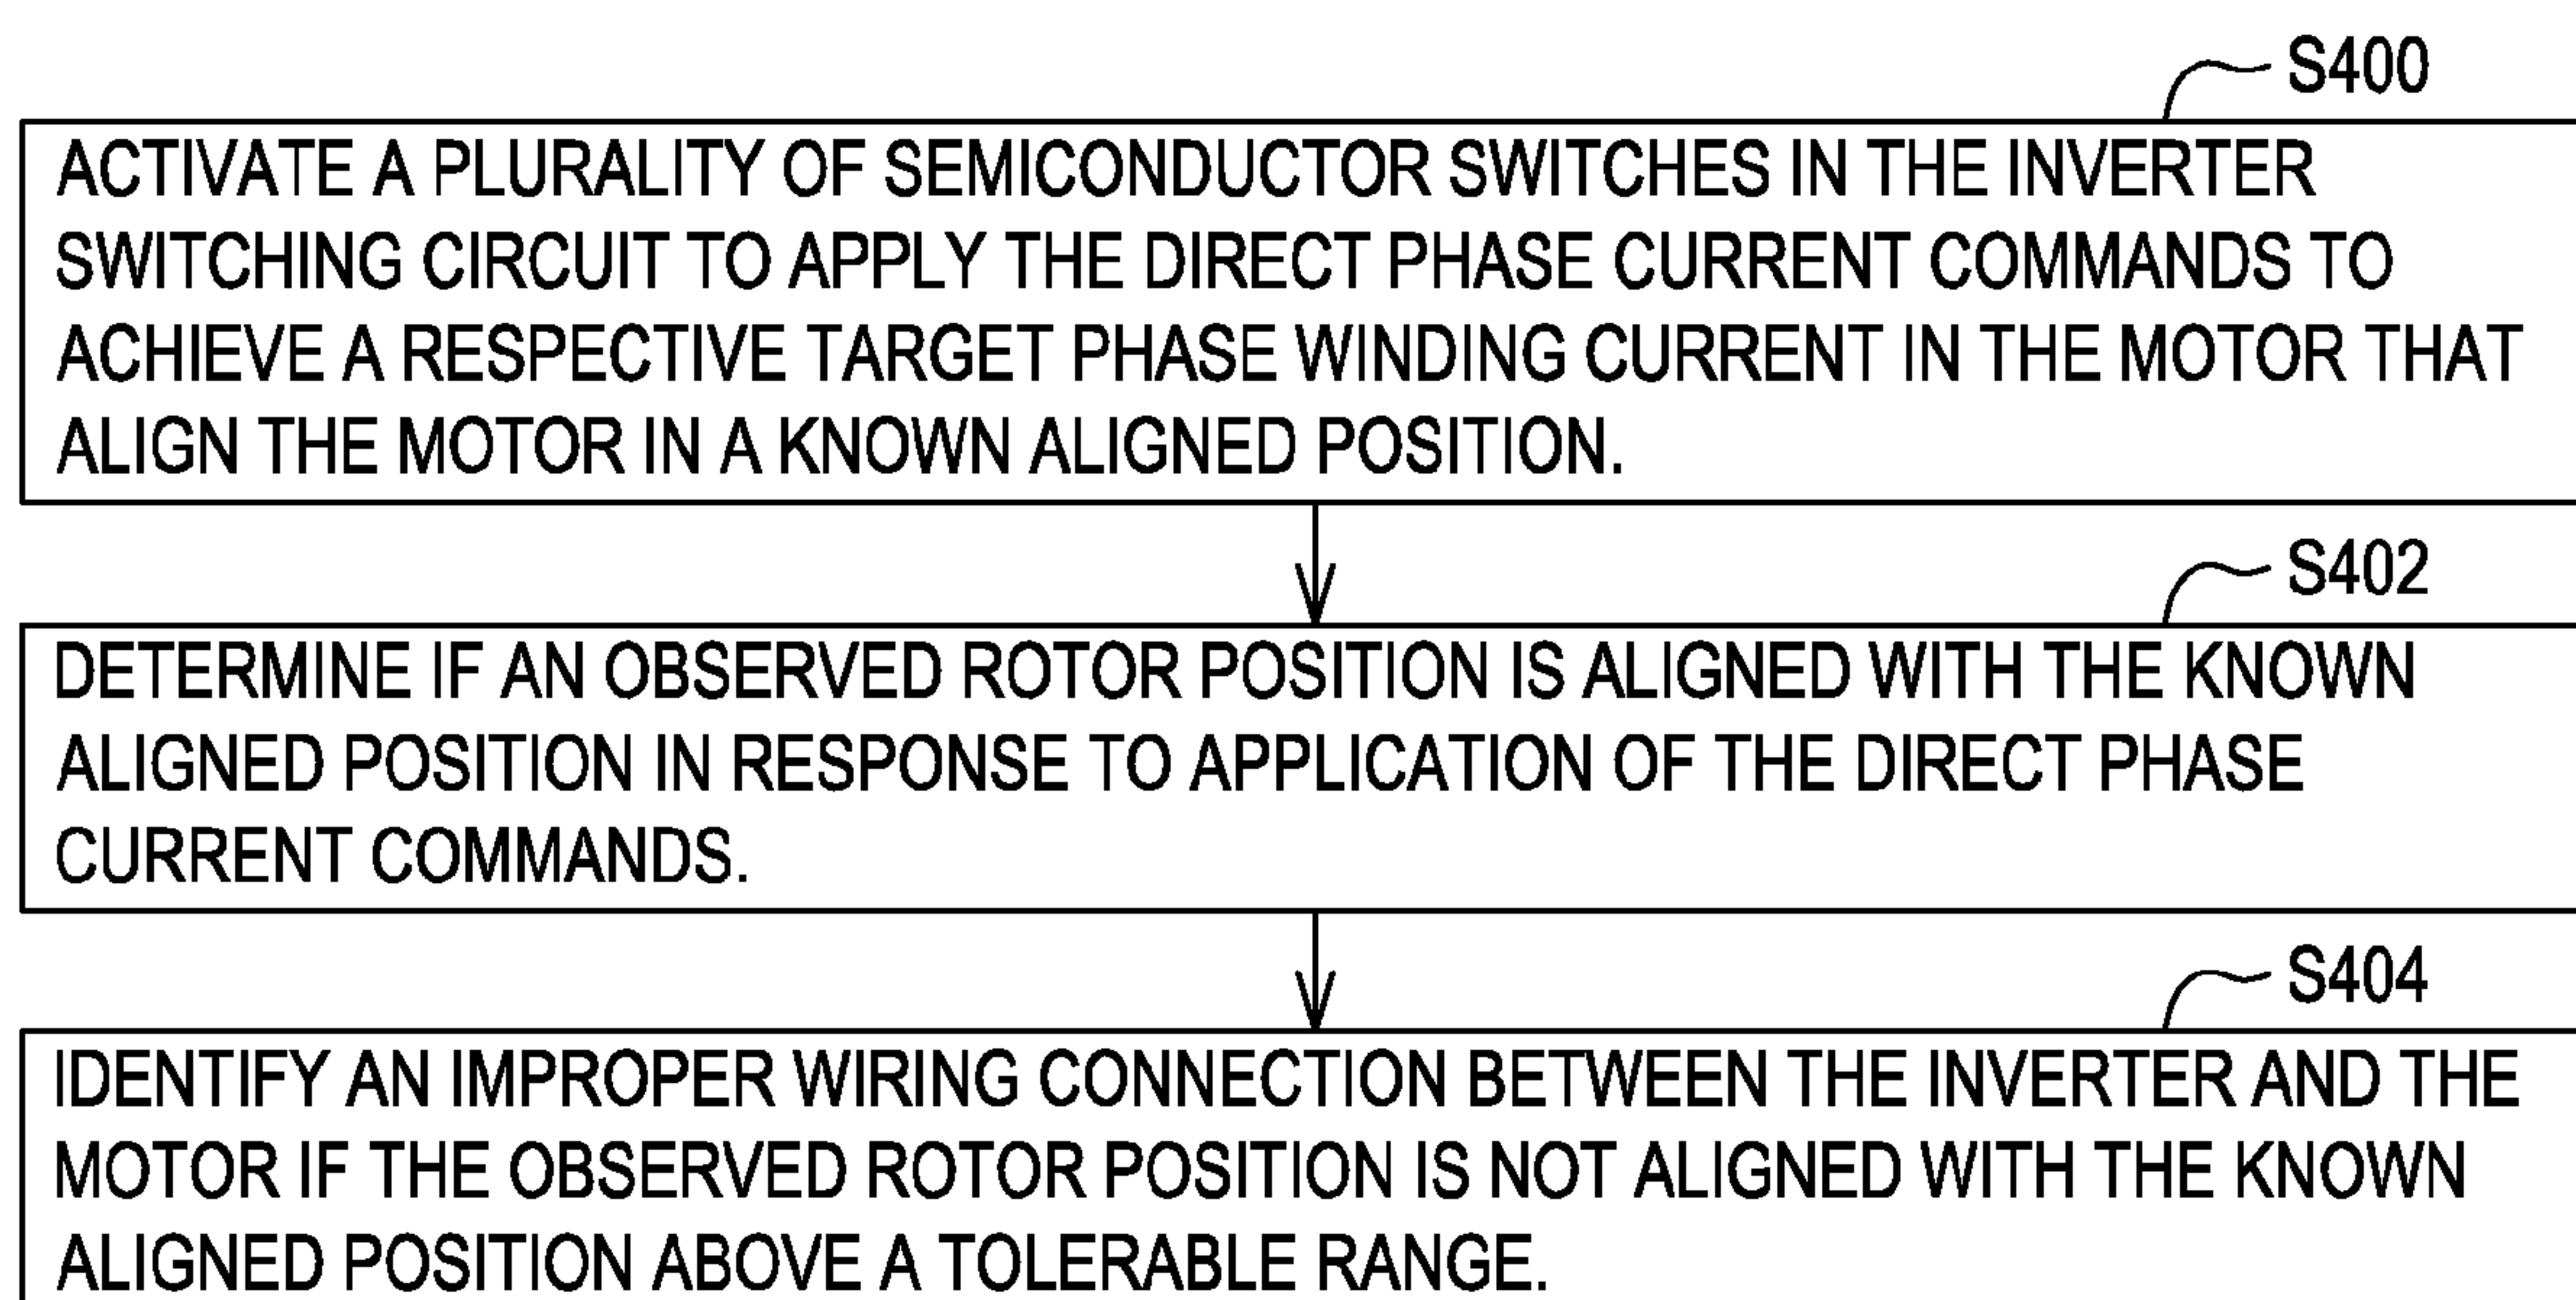 S400
ACTIVATE A PLURALITY OF SEMICONDUCTOR SWITCHES IN THE INVERTER
SWITCHING CIRCUIT TO APPLY THE DIRECT PHASE CURRENT COMMANDS TO
ACHIEVE A RESPECTIVE TARGET PHASE WINDING CURRENT IN THE MOTOR THAT
ALIGN THE MOTOR IN A KNOWN ALIGNED POSITION.
S402
DETERMINE IF AN OBSERVED ROTOR POSITION IS ALIGNED WITH THE KNOWN
ALIGNED POSITION IN RESPONSE TO APPLICATION OF THE DIRECT PHASE
CURRENT COMMANDS.
S404
IDENTIFY AN IMPROPER WIRING CONNECTION BETWEEN THE INVERTER AND THE
MOTOR IF THE OBSERVED ROTOR POSITION IS NOT ALIGNED WITH THE KNOWN
ALIGNED POSITION ABOVE A TOLERABLE RANGE.